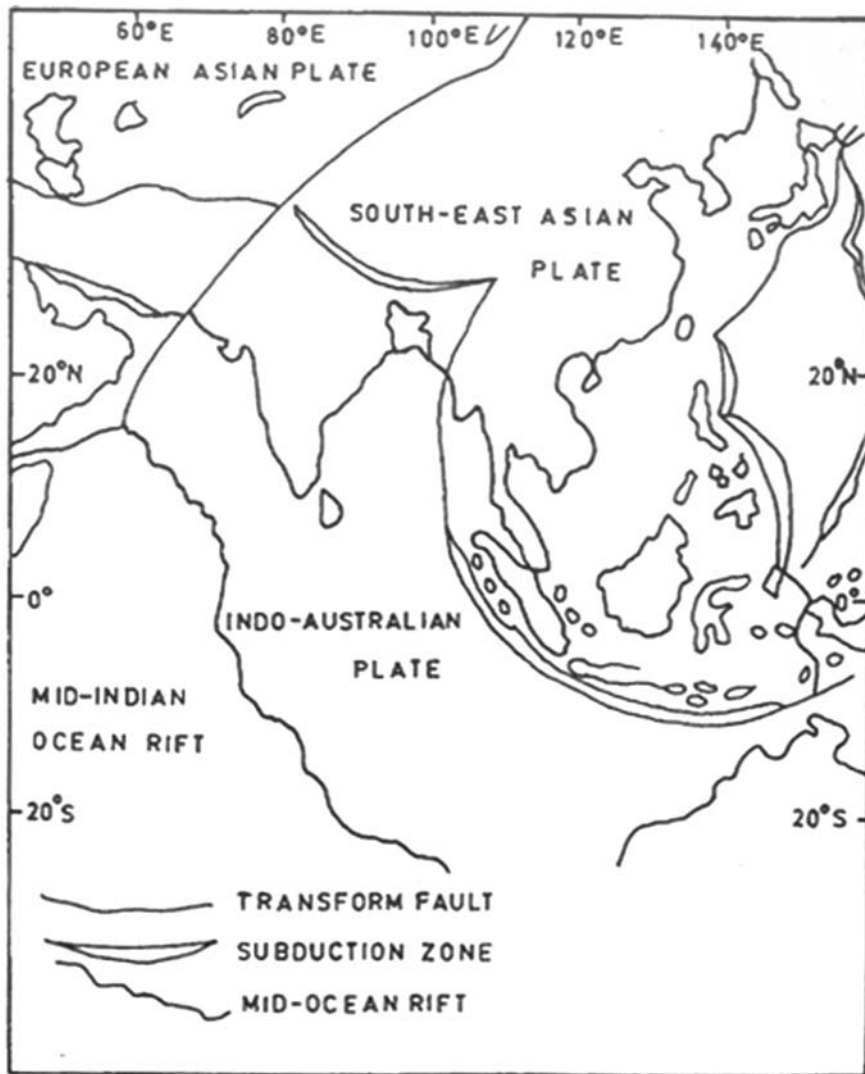 60°E 80°E 100°E 120°E 140°E
EUROPEAN ASIAN PLATE
SOUTH-EAST ASIAN
PLATE
20°N 20°N
0° 0°
INDO-AUSTRALIAN
PLATE
MID-INDIAN
OCEAN RIFT
20°S 20°S
TRANSFORM FAULT
SUBDUCTION ZONE
MID-OCEAN RIFT